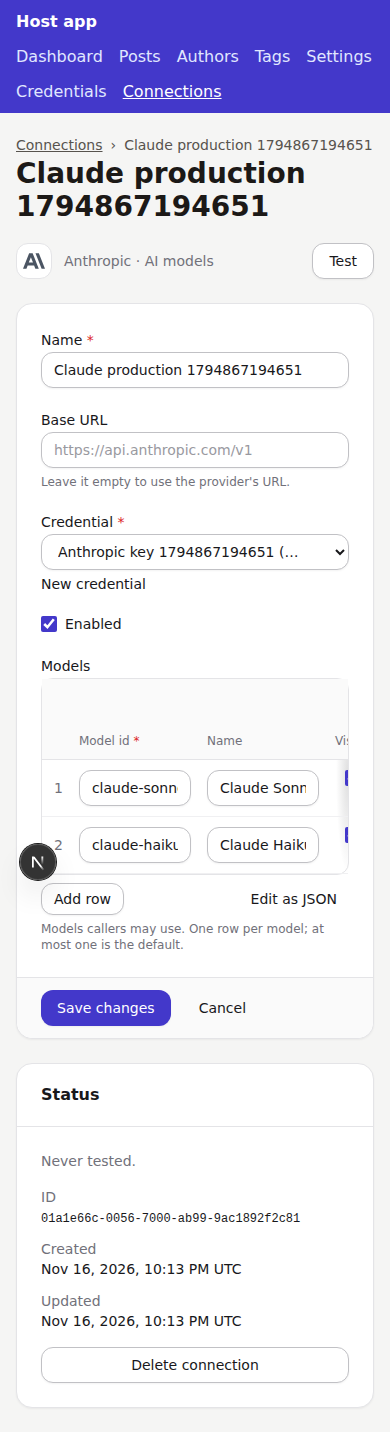 Host app
Dashboard Posts Authors Tags Settings
Credentials Connections
Connections › Claude production 1794867194651
Claude production
1794867194651
Anthropic · AI models Test
Name *
Claude production 1794867194651
Base URL
https://api.anthropic.com/v1
Leave it empty to use the provider's URL.
Credential *
Anthropic key 1794867194651 (...
New credential
Enabled
Models
Model id * Name
1 claude-sonn Claude Sonn
2 claude-haiku Claude Haiku
N
Add row Edit as JSON
Models callers may use. One row per model; at
most one is the default.
Save changes Cancel
Status
Never tested.
ID
01a1e66c-0056-7000-ab99-9ac1892f2c81
Created
Nov 16, 2026, 10:13 PM UTC
Updated
Nov 16, 2026, 10:13 PM UTC
Delete connection